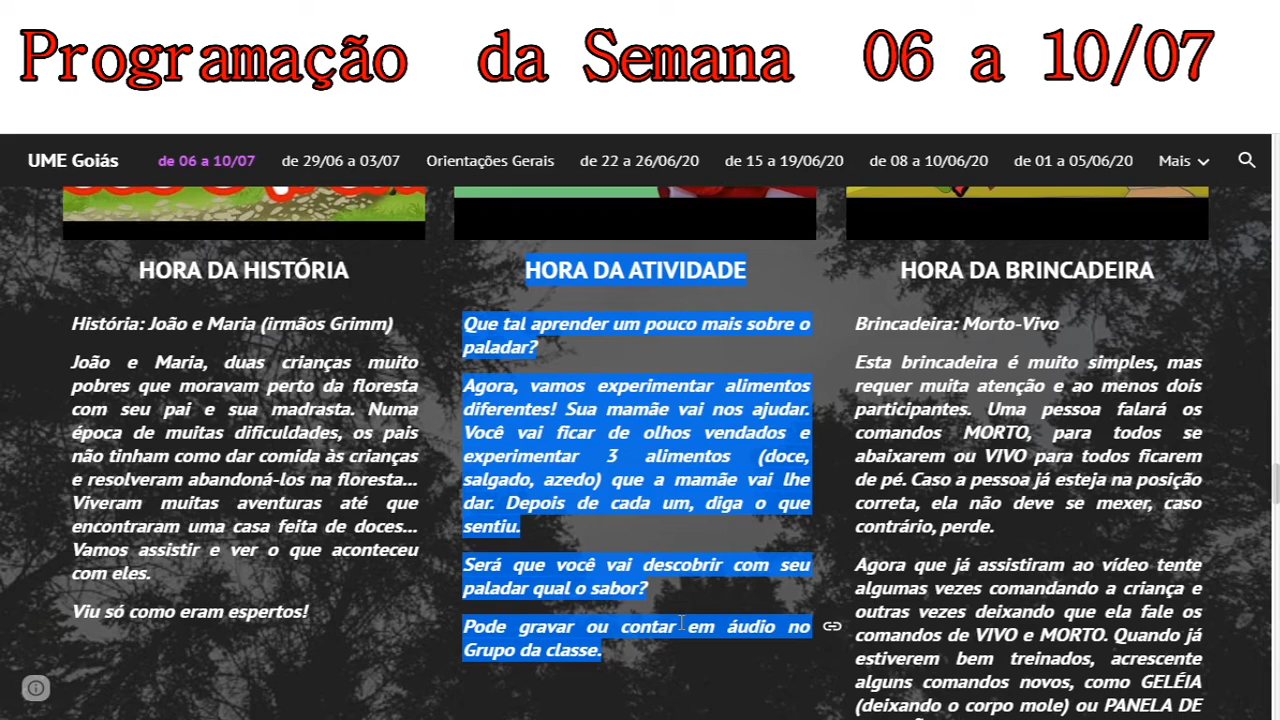 Programação da Semana 06 a 10/07
UME Goiás
de 06 a 10/07
de 29/06 a 03/07
Orientações Gerais
de 22 a 26/06/20
de 15 a 19/06/20
de 08 a 10/06/20
de 01 a 05/06/20
Mais
HORA DA HISTÓRIA
História: João e Maria (irmãos Grimm)
João e Maria, duas crianças muito
pobres que moravam perto da floresta
com seu pai e sua madrasta. Numa
época de muitas dificuldades, os pais
não tinham como dar comida às crianças
e resolveram abandoná-los na floresta...
Viveram muitas aventuras até que
encontraram uma casa feita de doces...
Vamos assistir e ver o que aconteceu
com eles.
Viu só como eram espertos!
HORA DA ATIVIDADE
Que tal aprender um pouco mais sobre o
paladar?
Agora, vamos experimentar alimentos
diferentes! Sua mamãe vai nos ajudar.
Você vai ficar de olhos vendados e
experimentar 3 alimentos (doce,
salgado, azedo) que a mamãe vai lhe
dar. Depois de cada um, diga o que
sentiu.
Será que você vai descobrir com seu
paladar qual o sabor?
Pode gravar ou contar em áudio no
Grupo da classe.
HORA DA BRINCADEIRA
Brincadeira: Morto-Vivo
Esta brincadeira é muito simples, mas
requer muita atenção e ao menos dois
participantes. Uma pessoa falará os
comandos MORTO, para todos se
abaixarem ou VIVO para todos ficarem
de pé. Caso a pessoa já esteja na posição
correta, ela não deve se mexer, caso
contrário, perde.
Agora que já assistiram ao vídeo tente
algumas vezes comandando a criança e
outras vezes deixando que ela fale os
comandos de VIVO e MORTO. Quando já
estiverem bem treinados, acrescente
alguns comandos novos, como GELÉIA
(deixando o corpo mole) ou PANELA DE